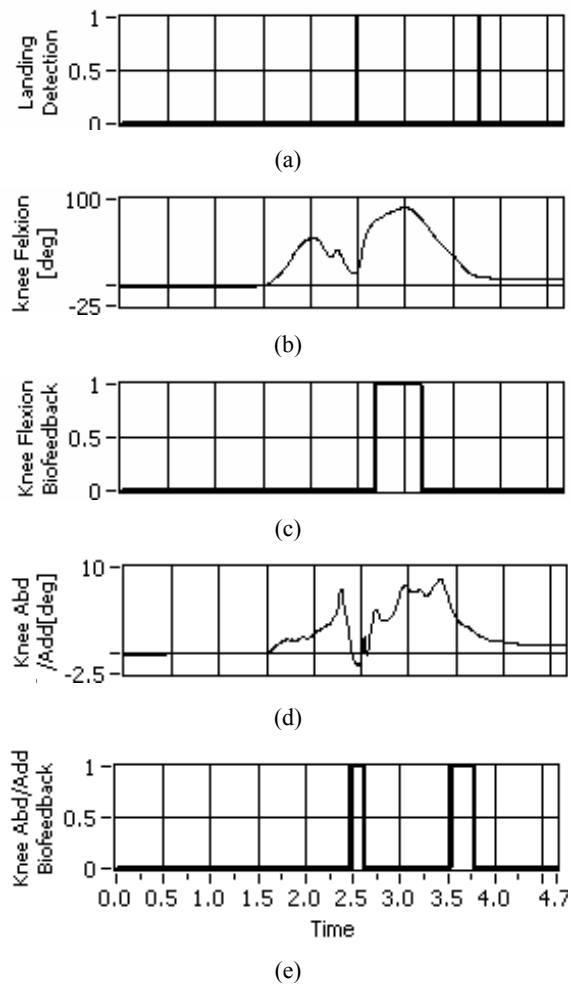 Landing
Detection
1
0.5
0
(a)
knee Felxion
[deg]
100
-25
(b)
Knee Flexion
Biofeedback
1
0.5
0
(c)
Knee Abd
/Add[deg]
10
-2.5
(d)
Knee Abd/Add
Biofeedback
1
0.5
0
0.0 0.5 1.0 1.5 2.0 2.5 3.0 3.5 4.0 4.7
Time
(e)